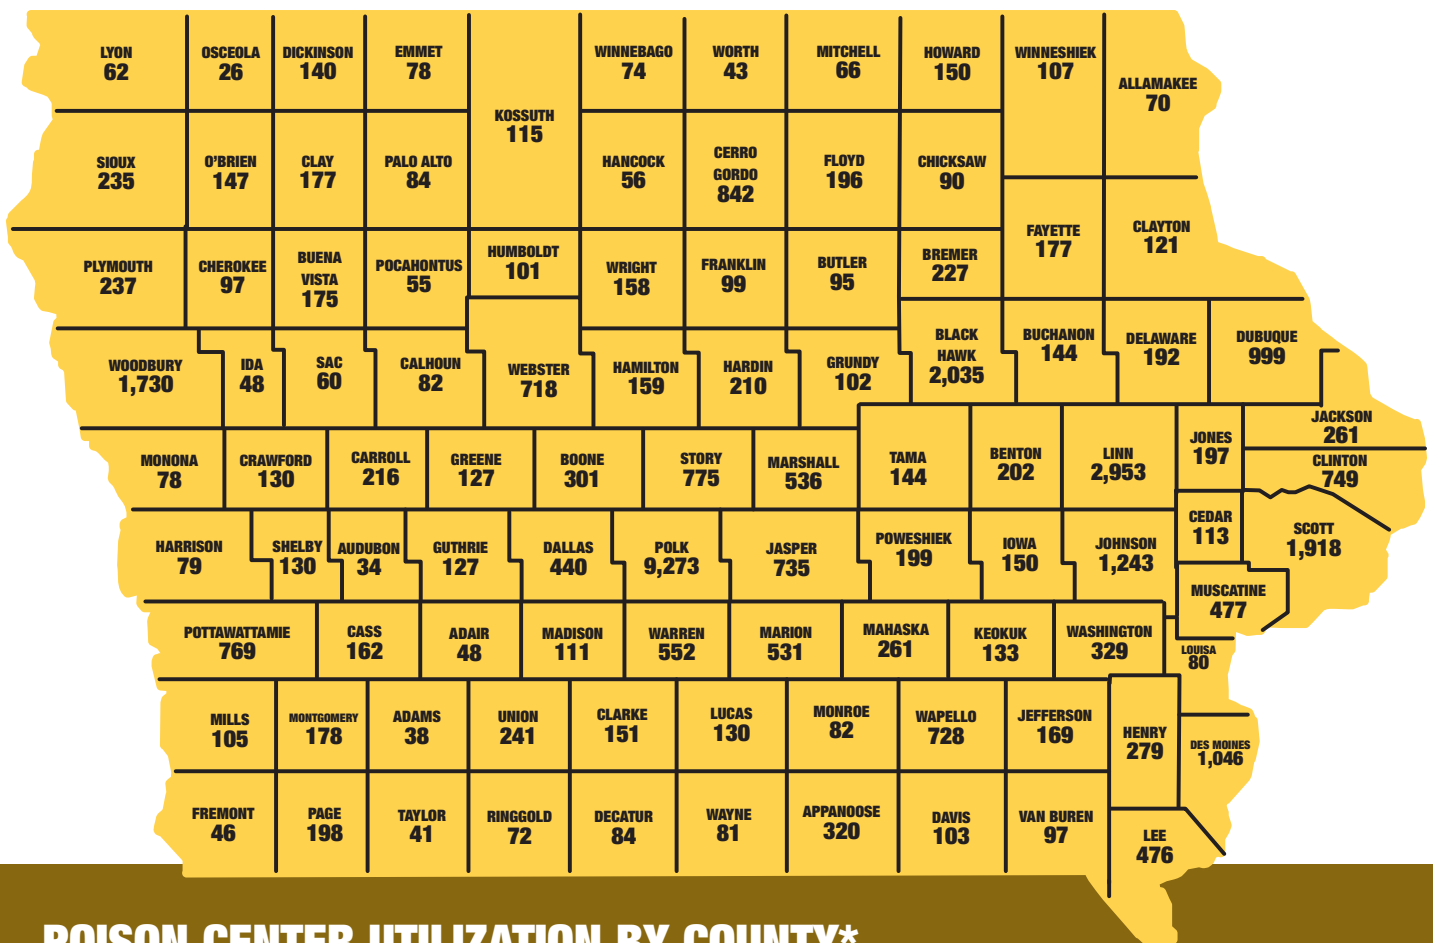 LYON
62
OSCEOLA
26
DICKINSON
140
EMMET
78
KOSSUTH
115
WINNEBAGO
74
WORTH
43
MITCHELL
66
HOWARD
150
WINNESHIEK
107
ALLAMAKEE
70
SIOUX
235
O'BRIEN
147
CLAY
177
PALO ALTO
84
HANCOCK
56
CERRO
GORDO
842
FLOYD
196
CHICKSAW
90
FAYETTE
177
CLAYTON
121
PLYMOUTH
237
CHEROKEE
97
BUENA
VISTA
175
POCAHONTUS
55
HUMBOLDT
101
WRIGHT
158
FRANKLIN
99
BUTLER
95
BREMER
227
WOODBURY
1,730
IDA
48
SAC
60
CALHOUN
82
WEBSTER
718
HAMILTON
159
HARDIN
210
GRUNDY
102
BLACK
HAWK
2,035
BUCHANON
144
DELAWARE
192
DUBUQUE
999
MONONA
78
CRAWFORD
130
CARROLL
216
GREENE
127
BOONE
301
STORY
775
MARSHALL
536
TAMA
144
BENTON
202
LINN
2,953
JONES
197
JACKSON
261
CLINTON
749
HARRISON
79
SHELBY
130
AUDUBON
34
GUTHRIE
127
DALLAS
440
POLK
9,273
JASPER
735
POWESHIEK
199
IOWA
150
JOHNSON
1,243
CEDAR
113
SCOTT
1,918
MUSCATINE
477
POTTAWATTAMIE
769
CASS
162
ADAIR
48
MADISON
111
WARREN
552
MARION
531
MAHASKA
261
KEOKUK
133
WASHINGTON
329
LOUISA
80
MILLS
105
MONTGOMERY
178
ADAMS
38
UNION
241
CLARKE
151
LUCAS
130
MONROE
82
WAPELLO
728
JEFFERSON
169
HENRY
279
DES MOINES
1,046
FREMONT
46
PAGE
198
TAYLOR
41
RINGGOLD
72
DECATUR
84
WAYNE
81
APPANOOSE
320
DAVIS
103
VAN BUREN
97
LEE
476
POISON CENTER UTILIZATION BY COUNTY*